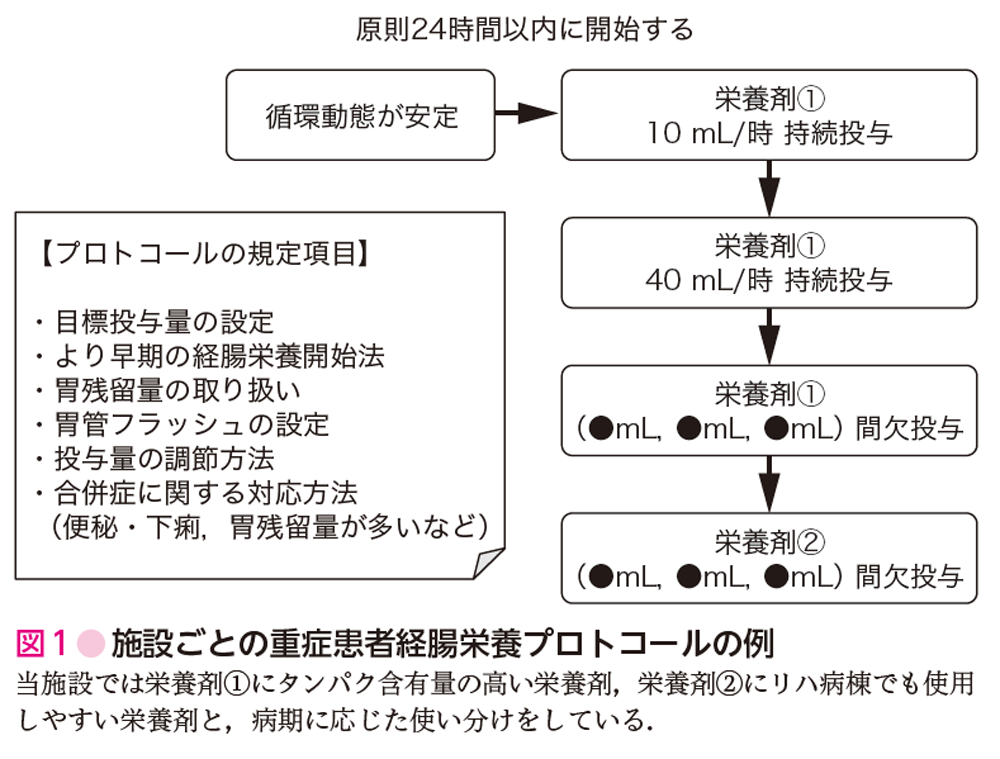 原則24時間以内に開始する
循環動態が安定
栄養剤①
10 mL/時 持続投与
栄養剤①
40 mL/時 持続投与
栄養剤①
（●mL, ●mL, ●mL）間欠投与
栄養剤②
（●mL, ●mL, ●mL）間欠投与
【プロトコールの規定項目】
・目標投与量の設定
・より早期の経腸栄養開始法
・胃残留量の取り扱い
・胃管フラッシュの設定
・投与量の調節方法
・合併症に関する対応方法
（便秘・下痢，胃残留量が多いなど）
図1●施設ごとの重症患者経腸栄養プロトコールの例
当施設では栄養剤①にタンパク含有量の高い栄養剤，栄養剤②にリハ病棟でも使用
しやすい栄養剤と，病期に応じた使い分けをしている．